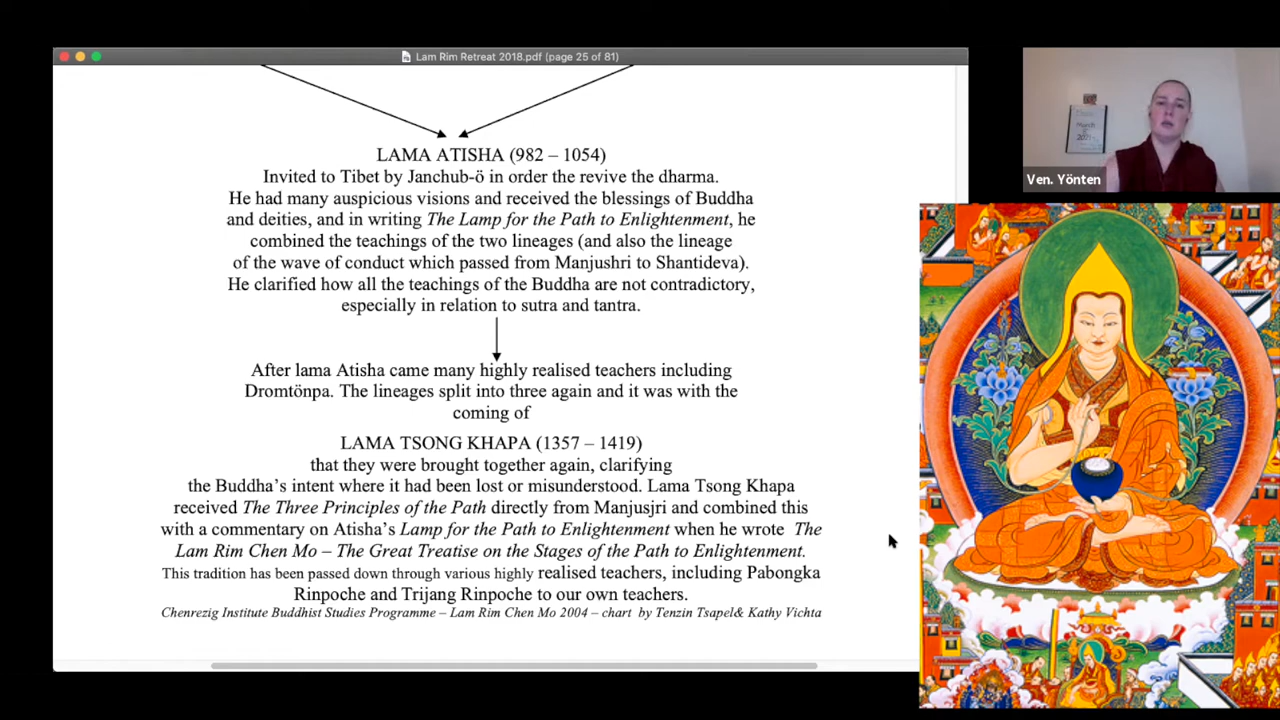 Lam Rim Retreat 2018.pdf (page 25 of 81)
LAMA ATISHA (982 – 1054)
Invited to Tibet by Janchub-ö in order the revive the dharma.
He had many auspicious visions and received the blessings of Buddha
and deities, and in writing The Lamp for the Path to Enlightenment, he
combined the teachings of the two lineages (and also the lineage
of the wave of conduct which passed from Manjushri to Shantideva).
He clarified how all the teachings of the Buddha are not contradictory,
especially in relation to sutra and tantra.
After lama Atisha came many highly realised teachers including
Dromtönpa. The lineages split into three again and it was with the
coming of
LAMA TSONG KHAPA (1357 – 1419)
that they were brought together again, clarifying
the Buddha's intent where it had been lost or misunderstood. Lama Tsong Khapa
received The Three Principles of the Path directly from Manjusjri and combined this
with a commentary on Atisha's Lamp for the Path to Enlightenment when he wrote The
Lam Rim Chen Mo – The Great Treatise on the Stages of the Path to Enlightenment.
This tradition has been passed down through various highly realised teachers, including Pabongka
Rinpoche and Trijang Rinpoche to our own teachers.
Chenrezig Institute Buddhist Studies Programme – Lam Rim Chen Mo 2004 – chart by Tenzin Tsapel& Kathy Vichta
March
Ven. Yönten